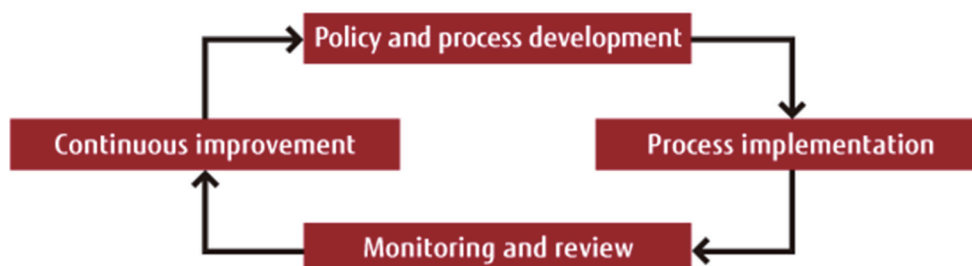 Policy and process development
Continuous improvement
Process implementation
Monitoring and review